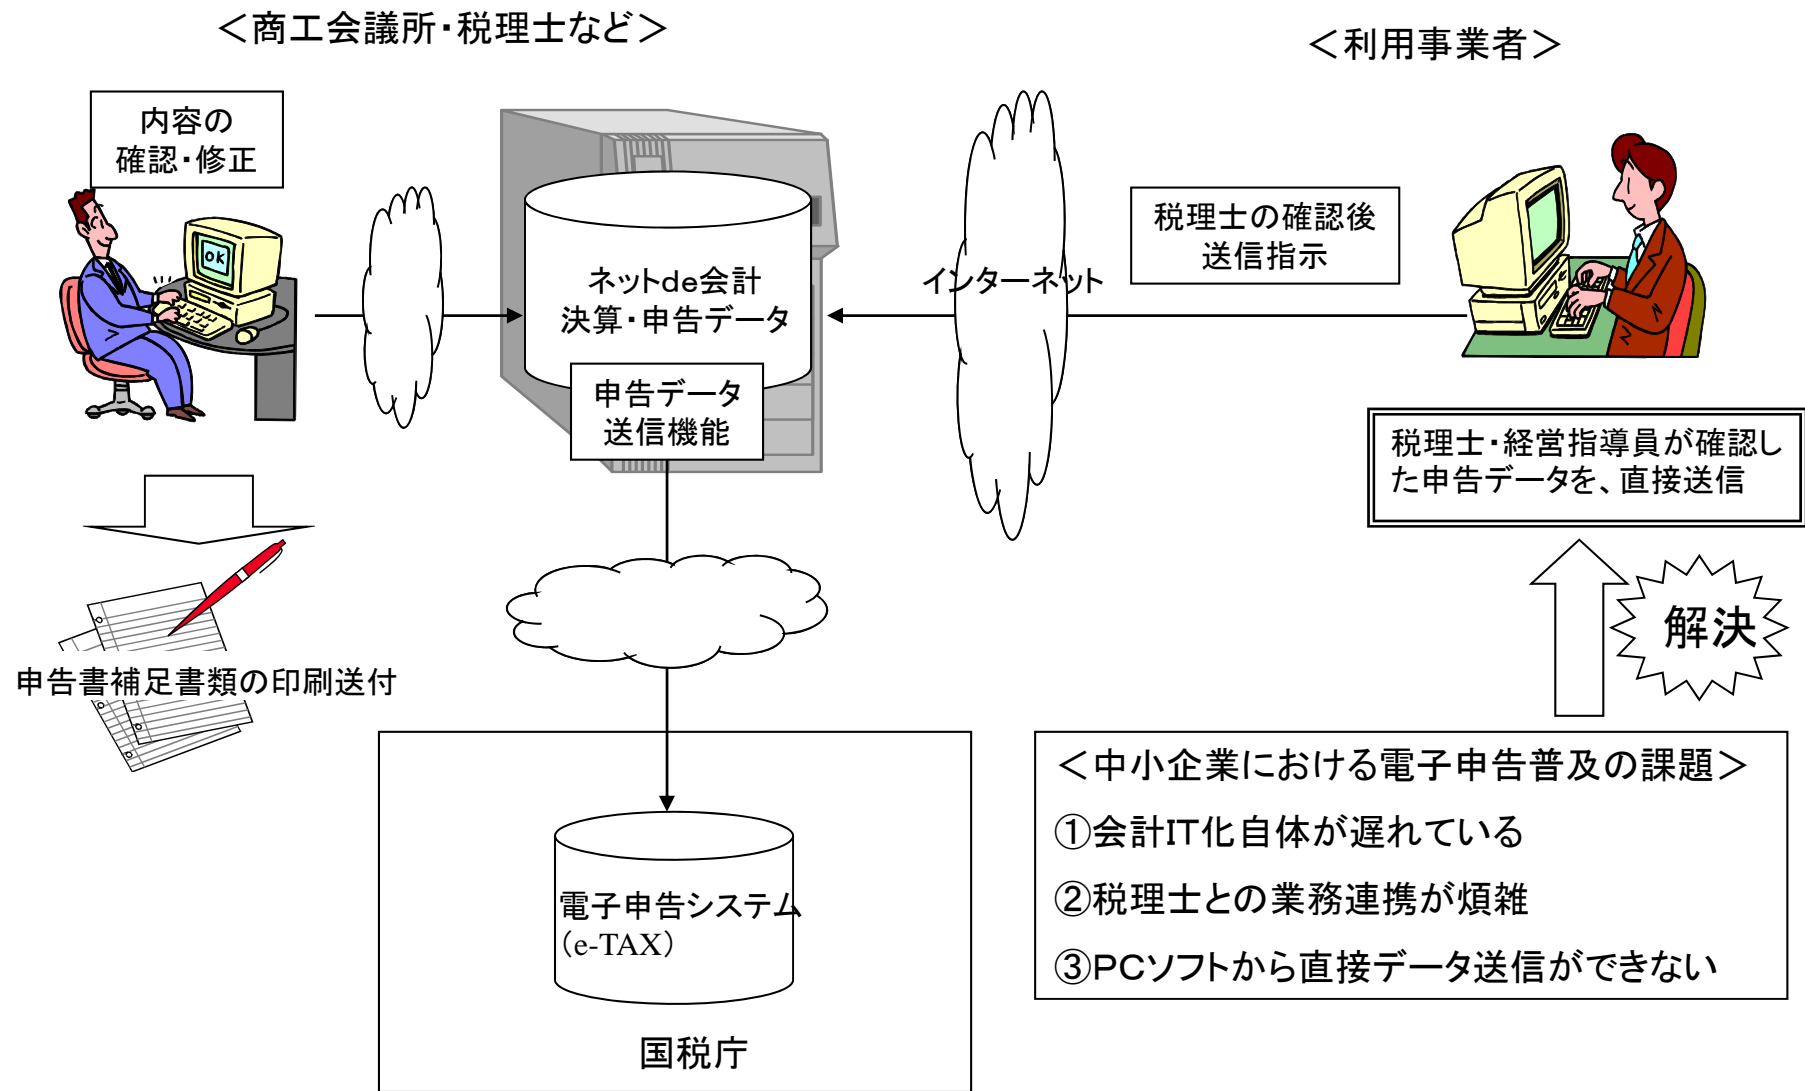 ＜商工会議所・税理士など＞
＜利用事業者＞
内容の
確認・修正
OK
ネットde会計
決算・申告データ
申告データ
送信機能
インターネット
税理士の確認後
送信指示
税理士・経営指導員が確認し
た申告データを、直接送信
解決
申告書補足書類の印刷送付
電子申告システム
（e-TAX）
国税庁
＜中小企業における電子申告普及の課題＞
①会計IT化自体が遅れている
②税理士との業務連携が煩雑
③PCソフトから直接データ送信ができない